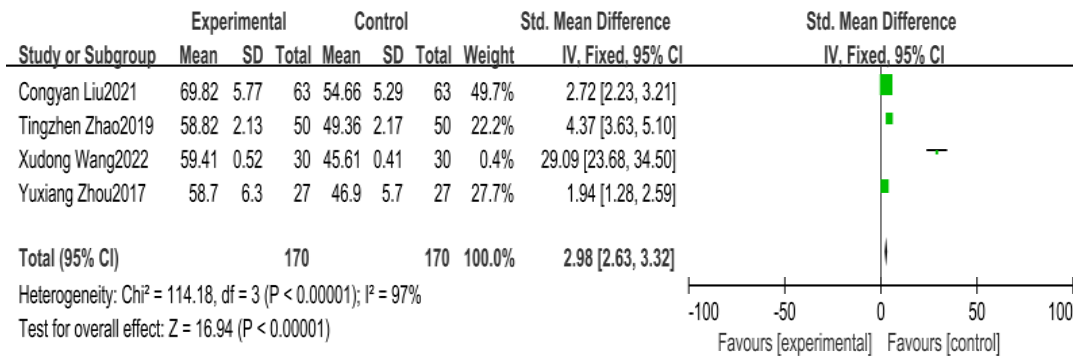 Experimental Control Std. Mean Difference Std. Mean Difference
Study or Subgroup Mean SD Total Mean SD Total Weight IV, Fixed, 95% CI IV, Fixed, 95% CI
Congyan Liu2021 69.82 5.77 63 54.66 5.29 63 49.7% 2.72 [2.23, 3.21]
Tingzhen Zhao2019 58.82 2.13 50 49.36 2.17 50 22.2% 4.37 [3.63, 5.10]
Xudong Wang2022 59.41 0.52 30 45.61 0.41 30 0.4% 29.09 [23.68, 34.50]
Yuxiang Zhou2017 58.7 6.3 27 46.9 5.7 27 27.7% 1.94 [1.28, 2.59]
Total (95% CI) 170 170 100.0% 2.98 [2.63, 3.32]
Heterogeneity: Chi² = 114.18, df = 3 (P < 0.00001); I² = 97%
Test for overall effect: Z = 16.94 (P < 0.00001)
-100 -50 0 50 100
Favours [experimental] Favours [control]